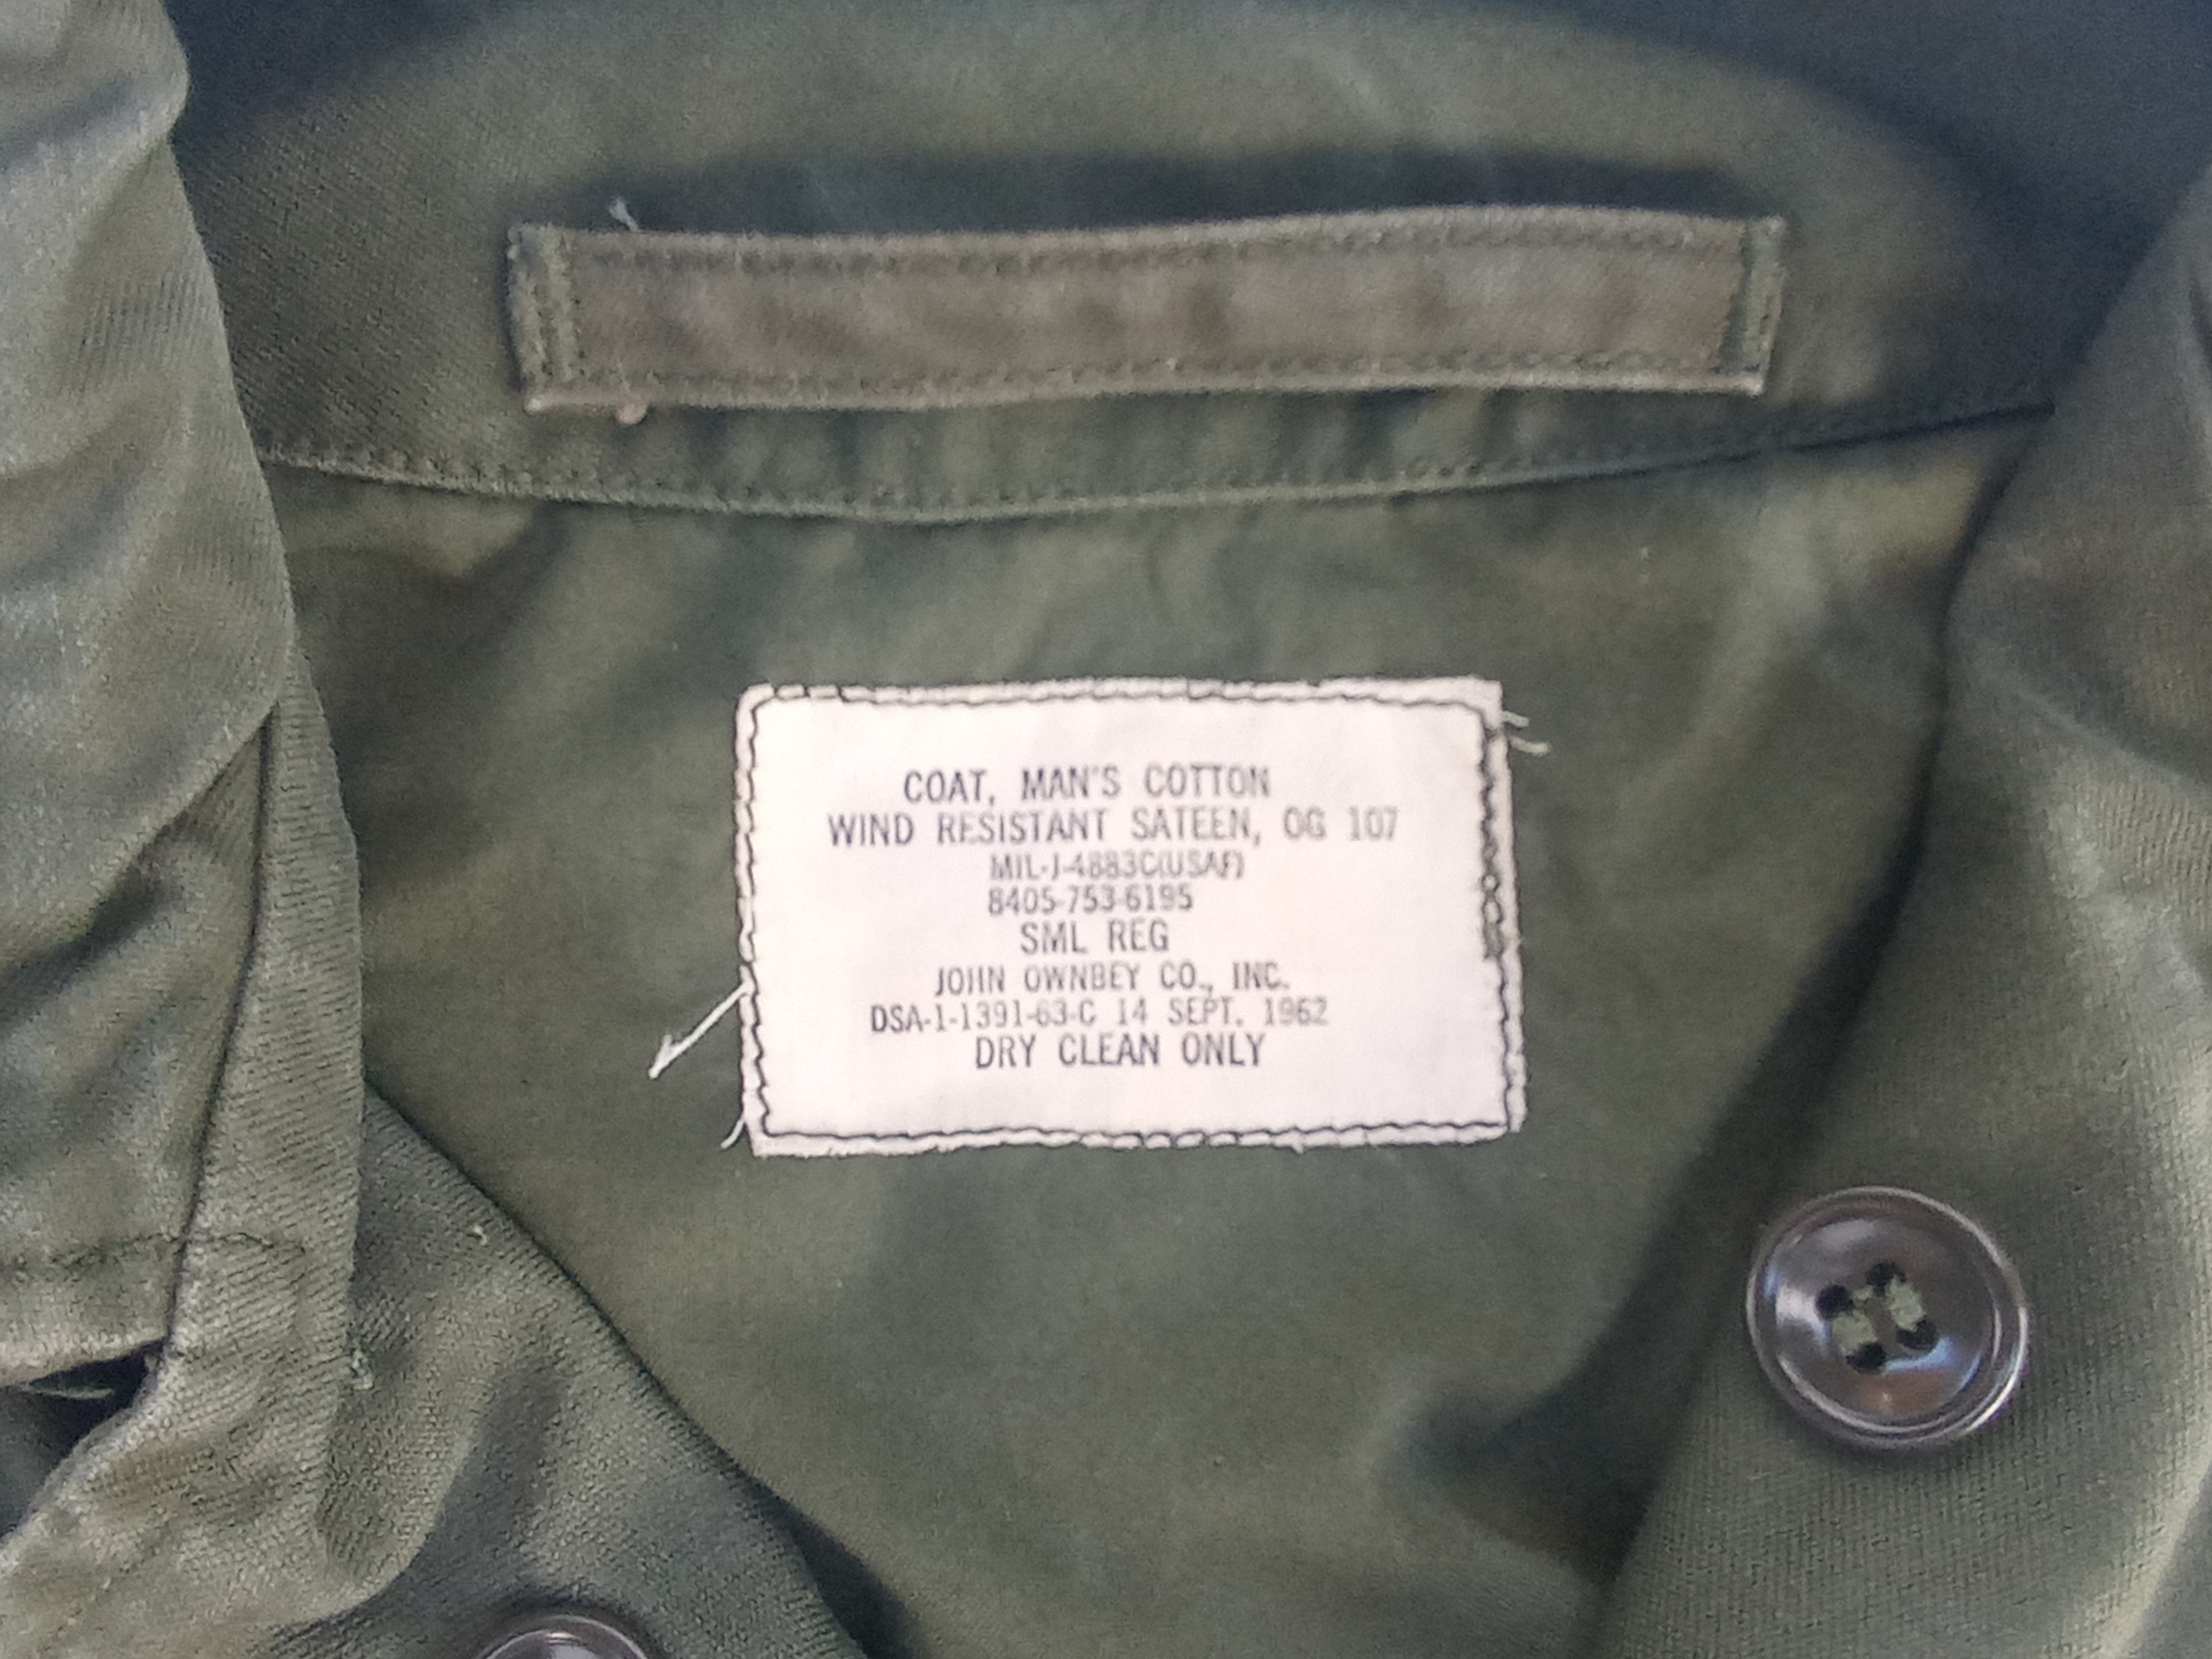 COAT, MAN'S COTTON
WIND RESISTANT SATEEN, OG 107
MIL-J-4883C(USAF)
8405-753-6195
SML REG
JOHN OWNBEY CO., INC.
DSA-1-1391-63-C 14 SEPT. 1962
DRY CLEAN ONLY